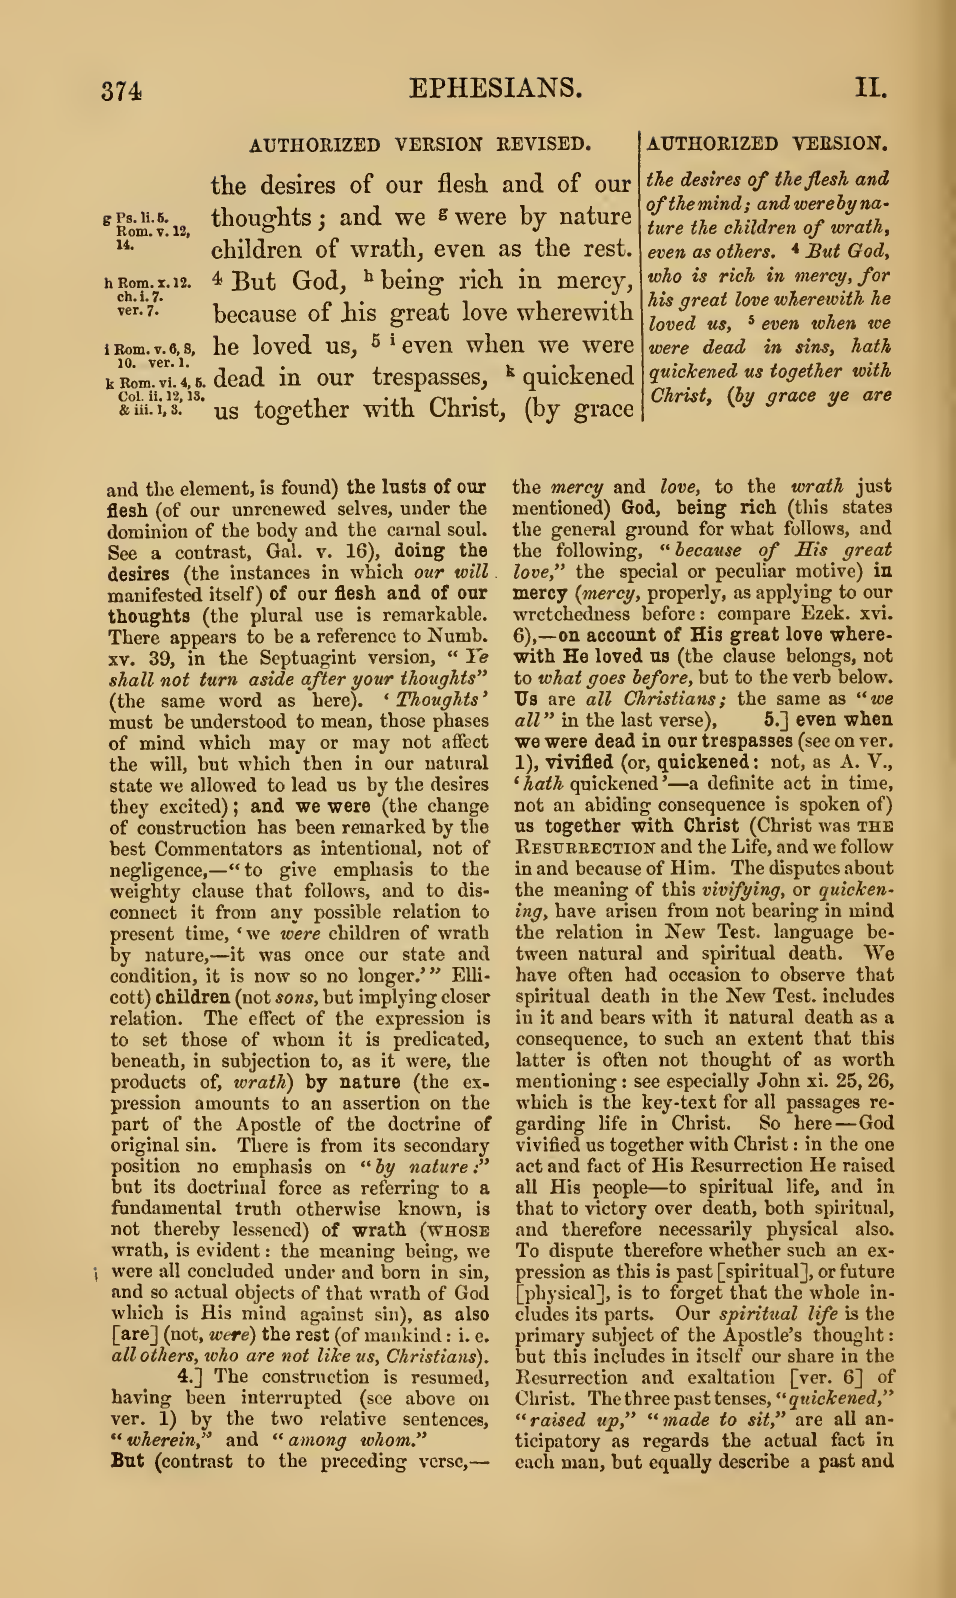 374
EPHESIANS.
II.
AUTHORIZED VERSION REVISED.
g Ps. li. 5.
Rom. v. 12,
14.
h Rom. x. 12.
ch. i. 7.
ver. 7.
i Rom. v. 6, 8,
10. ver. 1.
k Rom. vi. 4, 5.
Col. ii. 12, 13.
& iii. 1, 3.
the desires of our flesh and of our
thoughts; and we g were by nature
children of wrath, even as the rest.
4 But God, h being rich in mercy,
because of his great love wherewith
he loved us, 5 i even when we were
dead in our trespasses, k quickened
us together with Christ, (by grace
AUTHORIZED VERSION.
the desires of the flesh and
of the mind; and were by na-
ture the children of wrath,
even as others. 4 But God,
who is rich in mercy, for
his great love wherewith he
loved us, 5 even when we
were dead in sins, hath
quickened us together with
Christ, (by grace ye are
and the element, is found) the lusts of our
flesh (of our unrenewed selves, under the
dominion of the body and the carnal soul.
See a contrast, Gal. v. 16), doing the
desires (the instances in which our will
manifested itself) of our flesh and of our
thoughts (the plural use is remarkable.
There appears to be a reference to Numb.
xv. 39, in the Septuagint version, "Ye
shall not turn aside after your thoughts"
(the same word as here). 'Thoughts'
must be understood to mean, those phases
of mind which may or may not affect
the will, but which then in our natural
state we allowed to lead us by the desires
they excited); and we were (the change
of construction has been remarked by the
best Commentators as intentional, not of
negligence,—"to give emphasis to the
weighty clause that follows, and to dis-
connect it from any possible relation to
present time, 'we were children of wrath
by nature,—it was once our state and
condition, it is now so no longer.'" Elli-
cott) children (not sons, but implying closer
relation. The effect of the expression is
to set those of whom it is predicated,
beneath, in subjection to, as it were, the
products of, wrath) by nature (the ex-
pression amounts to an assertion on the
part of the Apostle of the doctrine of
original sin. There is from its secondary
position no emphasis on "by nature:"
but its doctrinal force as referring to a
fundamental truth otherwise known, is
not thereby lessened) of wrath (WHOSE
wrath, is evident: the meaning being, we
were all concluded under and born in sin,
and so actual objects of that wrath of God
which is His mind against sin), as also
[are] (not, were) the rest (of mankind: i. e.
all others, who are not like us, Christians).
4.] The construction is resumed,
having been interrupted (see above on
ver. 1) by the two relative sentences,
"wherein," and "among whom."
But (contrast to the preceding verse,—
the mercy and love, to the wrath just
mentioned) God, being rich (this states
the general ground for what follows, and
the following, "because of His great
love," the special or peculiar motive) in
mercy (mercy, properly, as applying to our
wretchedness before: compare Ezek. xvi.
6),—on account of His great love where-
with He loved us (the clause belongs, not
to what goes before, but to the verb below.
Us are all Christians; the same as "we
all" in the last verse), 5.] even when
we were dead in our trespasses (see on ver.
1), vivified (or, quickened: not, as A. V.,
'hath quickened'—a definite act in time,
not an abiding consequence is spoken of)
us together with Christ (Christ was THE
RESURRECTION and the Life, and we follow
in and because of Him. The disputes about
the meaning of this vivifying, or quicken-
ing, have arisen from not bearing in mind
the relation in New Test. language be-
tween natural and spiritual death. We
have often had occasion to observe that
spiritual death in the New Test. includes
in it and bears with it natural death as a
consequence, to such an extent that this
latter is often not thought of as worth
mentioning: see especially John xi. 25, 26,
which is the key-text for all passages re-
garding life in Christ. So here—God
vivified us together with Christ: in the one
act and fact of His Resurrection He raised
all His people—to spiritual life, and in
that to victory over death, both spiritual,
and therefore necessarily physical also.
To dispute therefore whether such an ex-
pression as this is past [spiritual], or future
[physical], is to forget that the whole in-
cludes its parts. Our spiritual life is the
primary subject of the Apostle's thought:
but this includes in itself our share in the
Resurrection and exaltation [ver. 6] of
Christ. The three past tenses, "quickened,"
"raised up," "made to sit," are all an-
ticipatory as regards the actual fact in
each man, but equally describe a past and